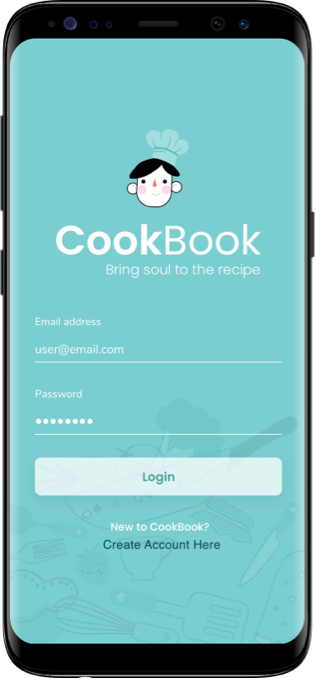 CookBook
Bring soul to the recipe
Email address
user@email.com
Password
••••••••
Login
New to CookBook?
Create Account Here